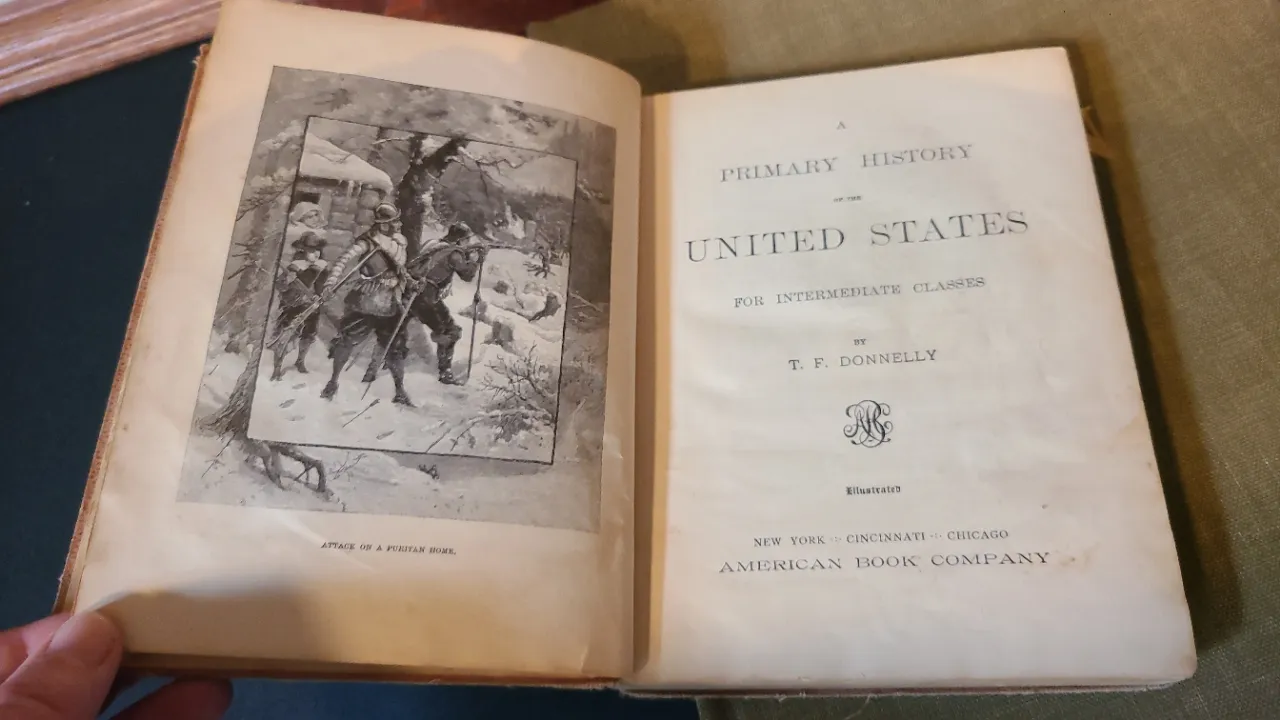 ATTACK ON A PURITAN HOME.
A
PRIMARY HISTORY
OF THE
UNITED STATES
FOR INTERMEDIATE CLASSES
BY
T. F. DONNELLY
ABC
Illustrated
NEW YORK ·:· CINCINNATI ·:· CHICAGO
AMERICAN BOOK COMPANY